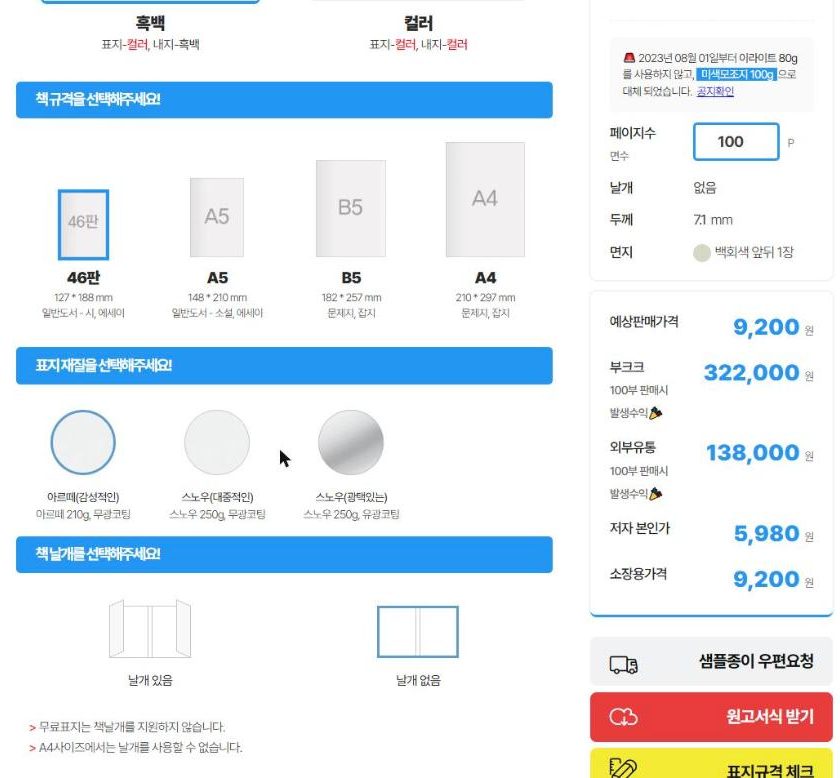 흑백
표지-컬러, 내지-흑백
컬러
표지-컬러, 내지-컬러
책 규격을 선택해주세요!
46판
A5
B5
A4
46판
127 * 188 mm
일반도서 - 시, 에세이
A5
148 * 210 mm
일반도서 - 소설, 에세이
B5
182 * 257 mm
문제지, 잡지
A4
210 * 297 mm
문제지, 잡지
표지 재질을 선택해주세요!
아르떼(감성적인)
아르떼 210g, 무광코팅
스노우(대중적인)
스노우 250g, 무광코팅
스노우(광택있는)
스노우 250g, 유광코팅
책 날개를 선택해주세요!
날개 있음
날개 없음
> 무료표지는 책날개를 지원하지 않습니다.
> A4사이즈에서는 날개를 사용할 수 없습니다.
2023년 08월 01일부터 이라이트 80g
를 사용하지 않고, 미색모조지 100g 으로
대체 되었습니다. 공지확인
페이지수
면수
100 P
날개 없음
두께 7.1 mm
면지 백회색 앞뒤 1장
예상판매가격 9,200 원
부크크 322,000 원
100부 판매시
발생수익
외부유통 138,000 원
100부 판매시
발생수익
저자 본인가 5,980 원
소장용가격 9,200 원
샘플종이 우편요청
원고서식 받기
표지규격 체크